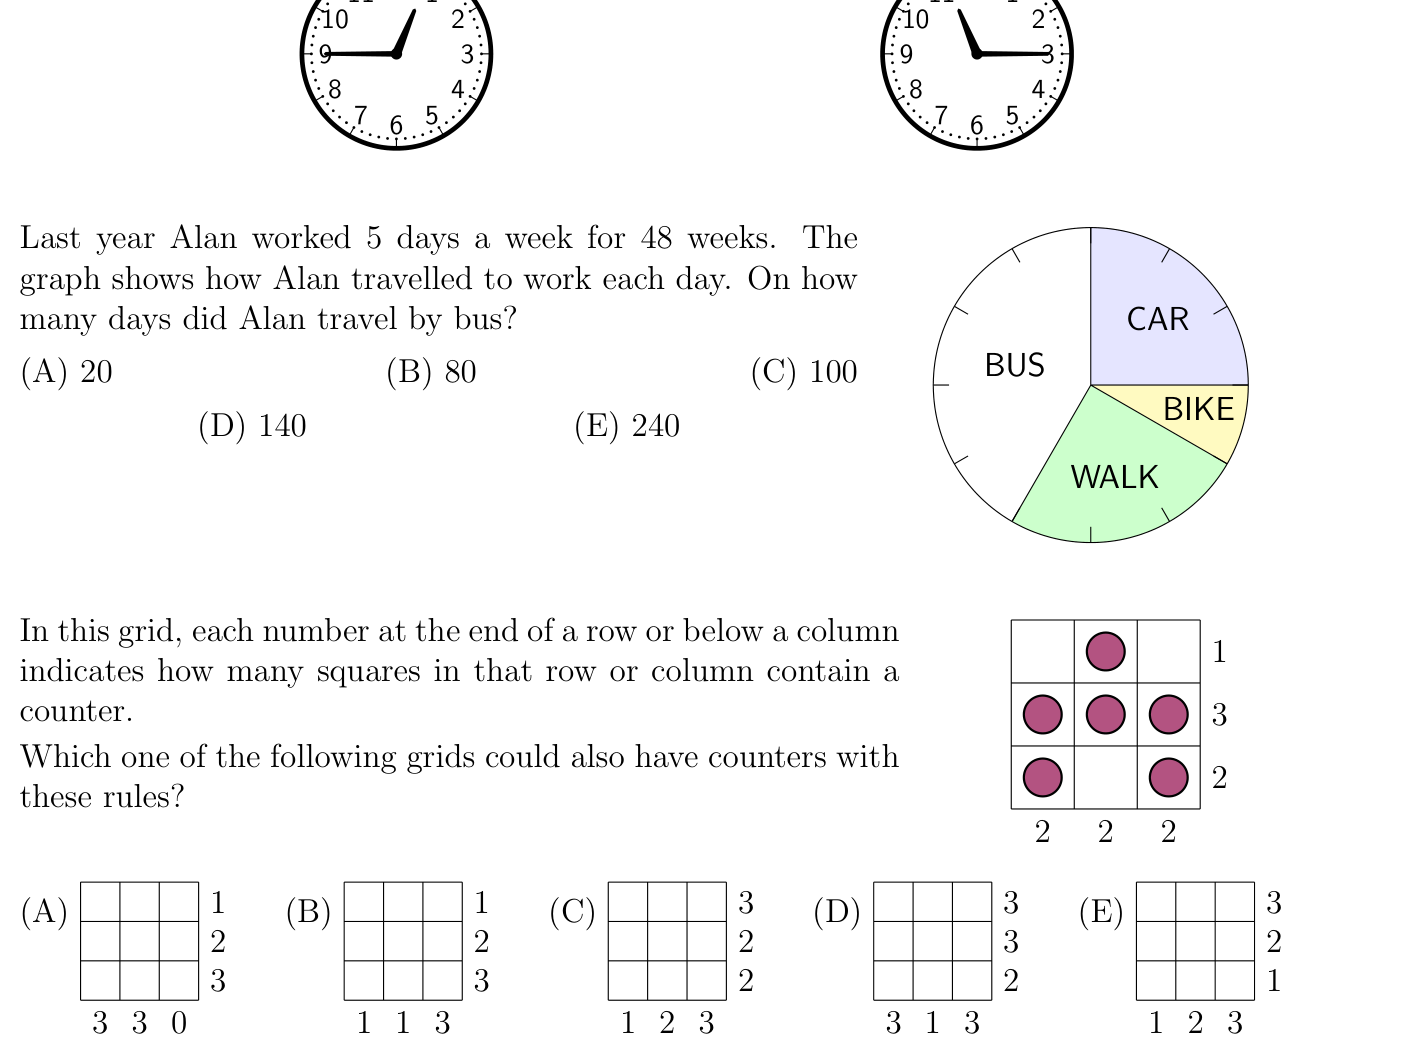 11 1
10 2
9 3
8 4
7 6 5
11 1
10 2
9 3
8 4
7 6 5
Last year Alan worked 5 days a week for 48 weeks. The
graph shows how Alan travelled to work each day. On how
many days did Alan travel by bus?
(A) 20 (B) 80 (C) 100
(D) 140 (E) 240
CAR
BUS
BIKE
WALK
In this grid, each number at the end of a row or below a column
indicates how many squares in that row or column contain a
counter.
Which one of the following grids could also have counters with
these rules?
1
3
2
2 2 2
(A) 1
2
3
3 3 0
(B) 1
2
3
1 1 3
(C) 3
2
2
1 2 3
(D) 3
3
2
3 1 3
(E) 3
2
1
1 2 3